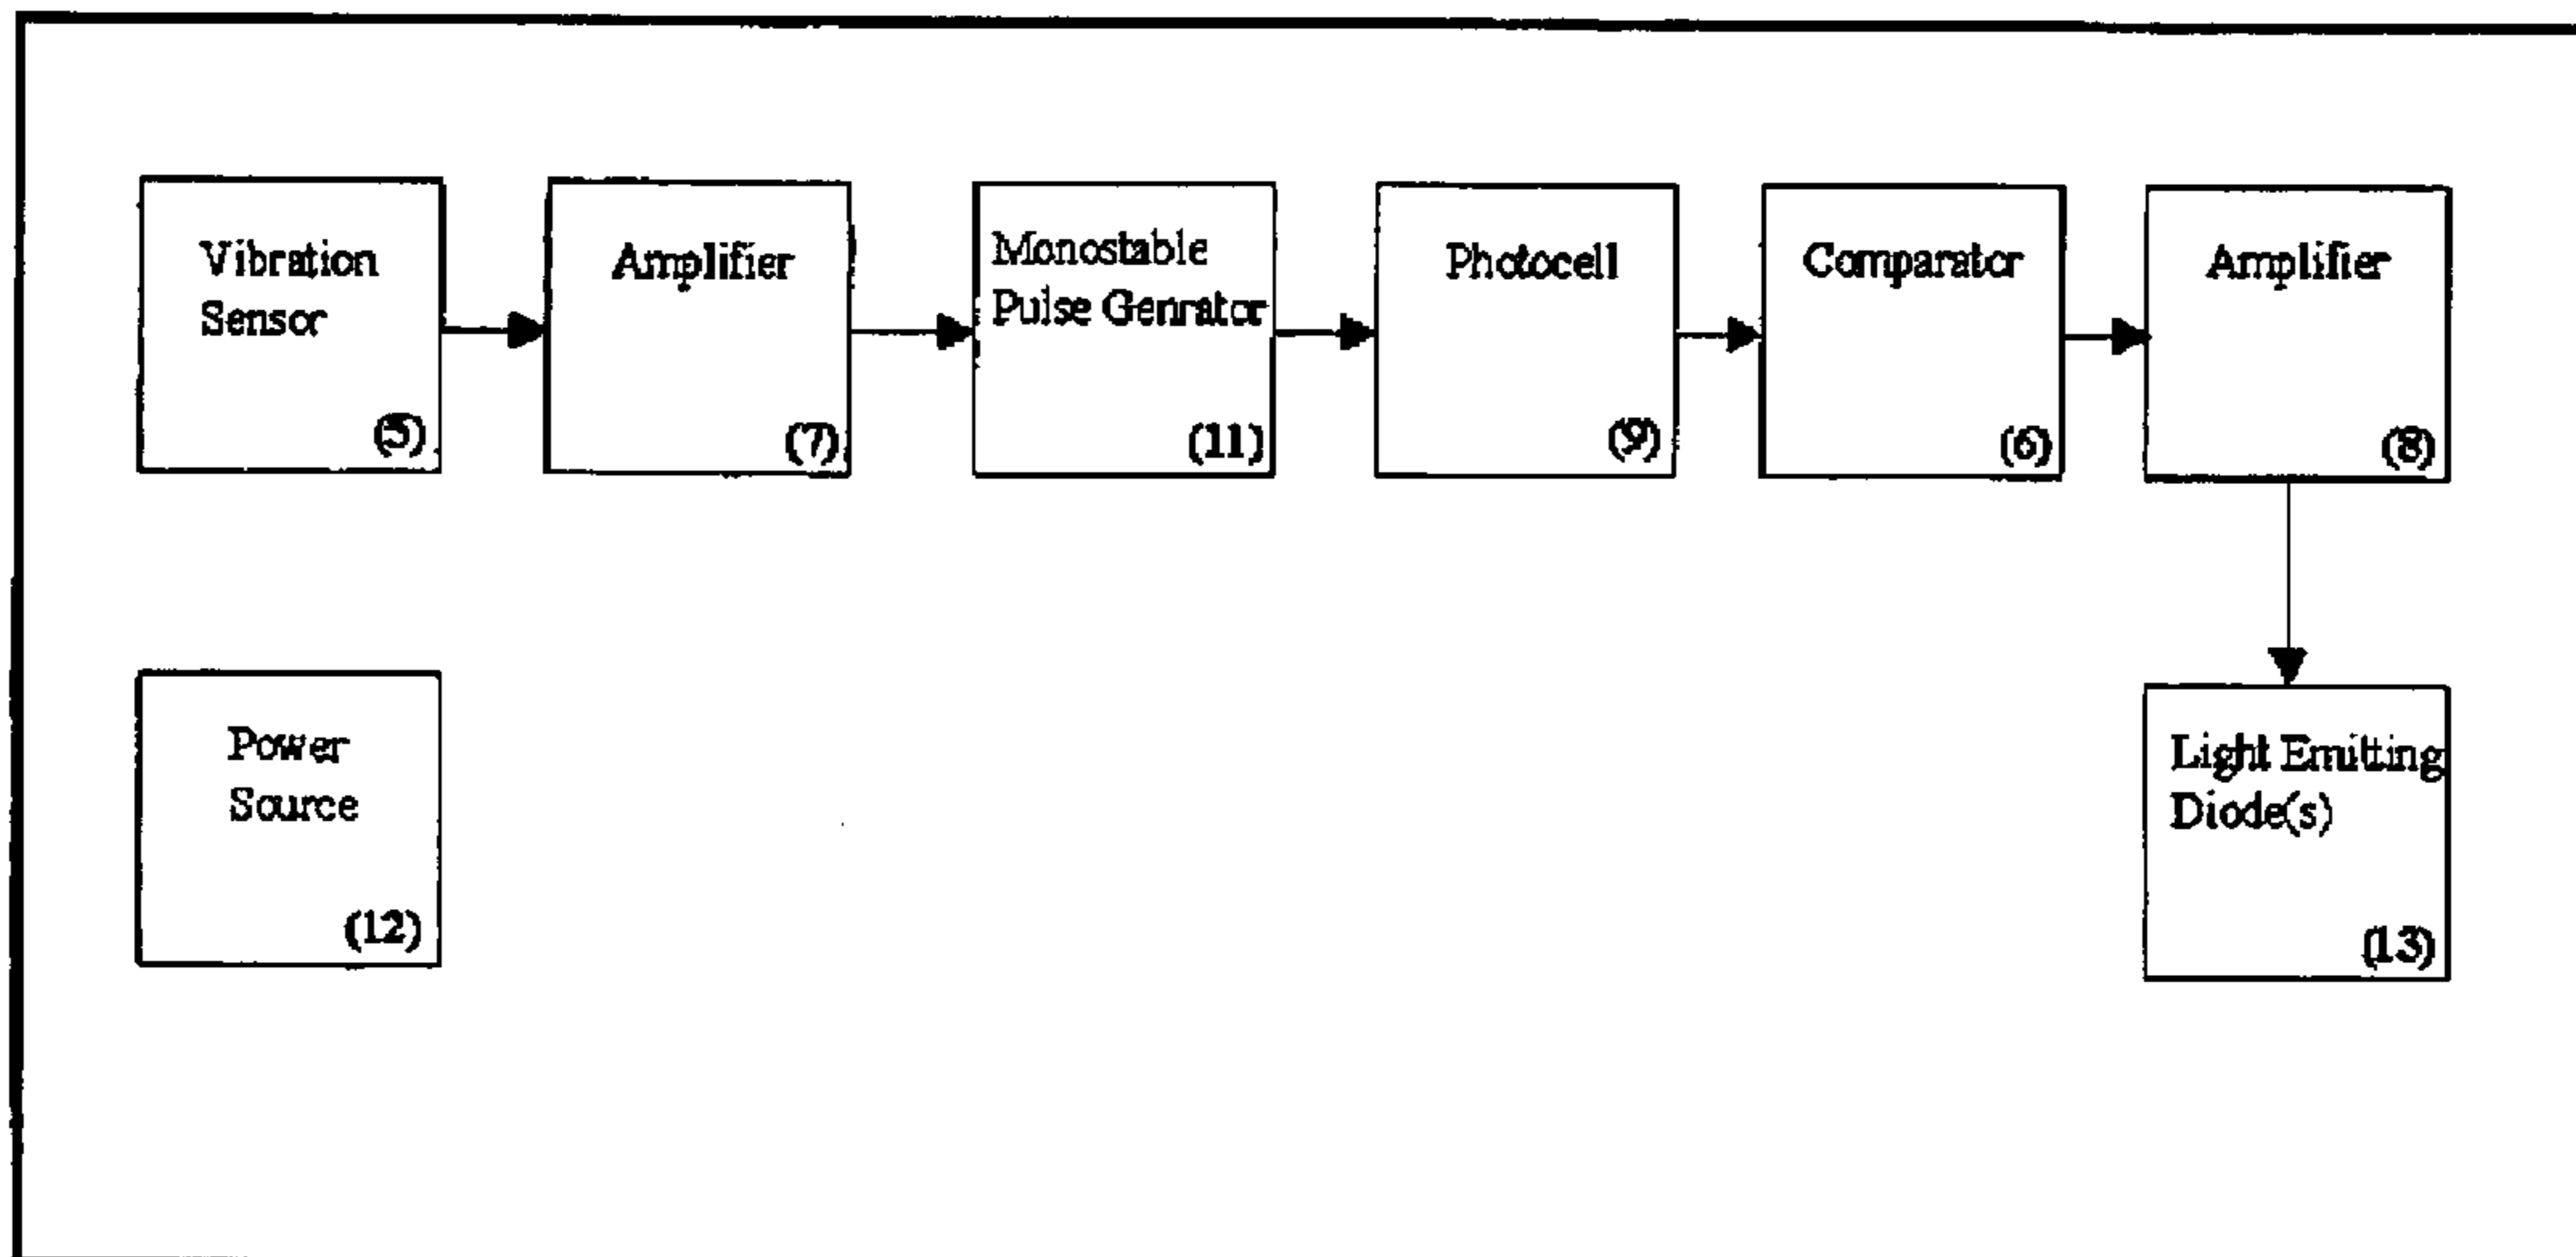 Vibration
Sensor
(5)
Amplifier
(7)
Monostable
Pulse Genrator
(11)
Photocell
(9)
Comparator
(6)
Amplifier
(8)
Power
Source
(12)
Light Emitting
Diode(s)
(13)